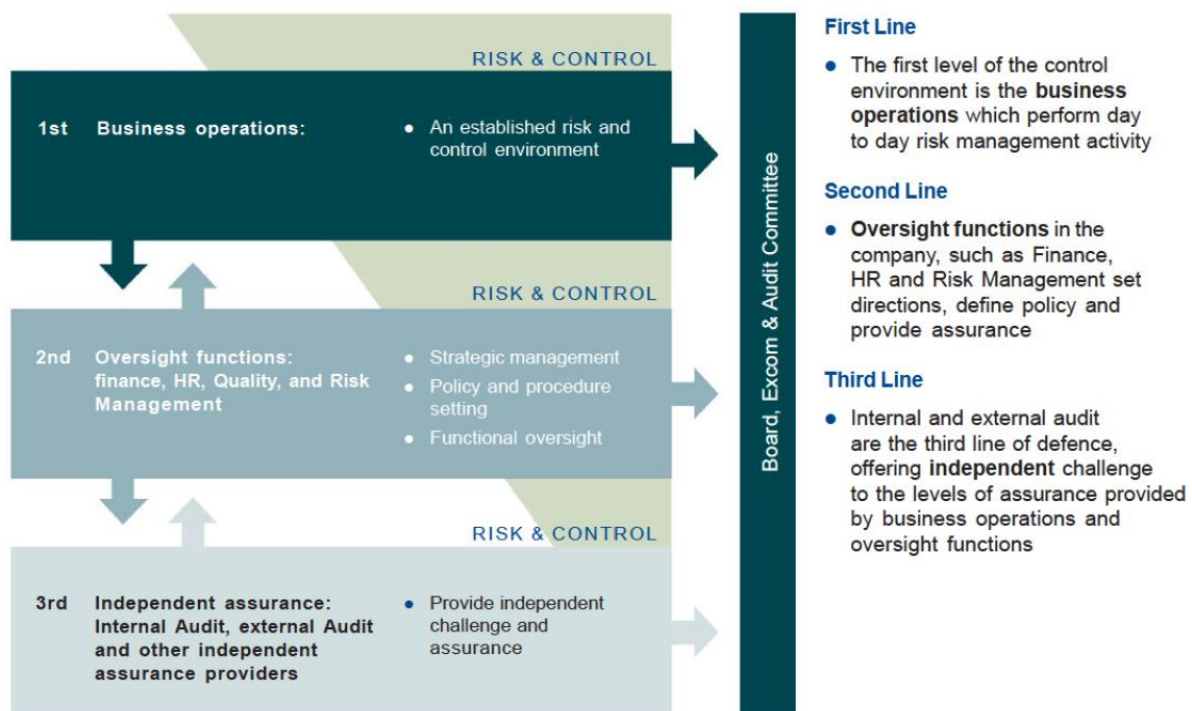 RISK & CONTROL
1st Business operations:
● An established risk and
control environment
RISK & CONTROL
2nd Oversight functions:
finance, HR, Quality, and Risk
Management
● Strategic management
● Policy and procedure
setting
● Functional oversight
RISK & CONTROL
3rd Independent assurance:
Internal Audit, external Audit
and other independent
assurance providers
● Provide independent
challenge and
assurance
Board, Excom & Audit Committee
First Line
● The first level of the control
environment is the business
operations which perform day
to day risk management activity
Second Line
● Oversight functions in the
company, such as Finance,
HR and Risk Management set
directions, define policy and
provide assurance
Third Line
● Internal and external audit
are the third line of defence,
offering independent challenge
to the levels of assurance provided
by business operations and
oversight functions